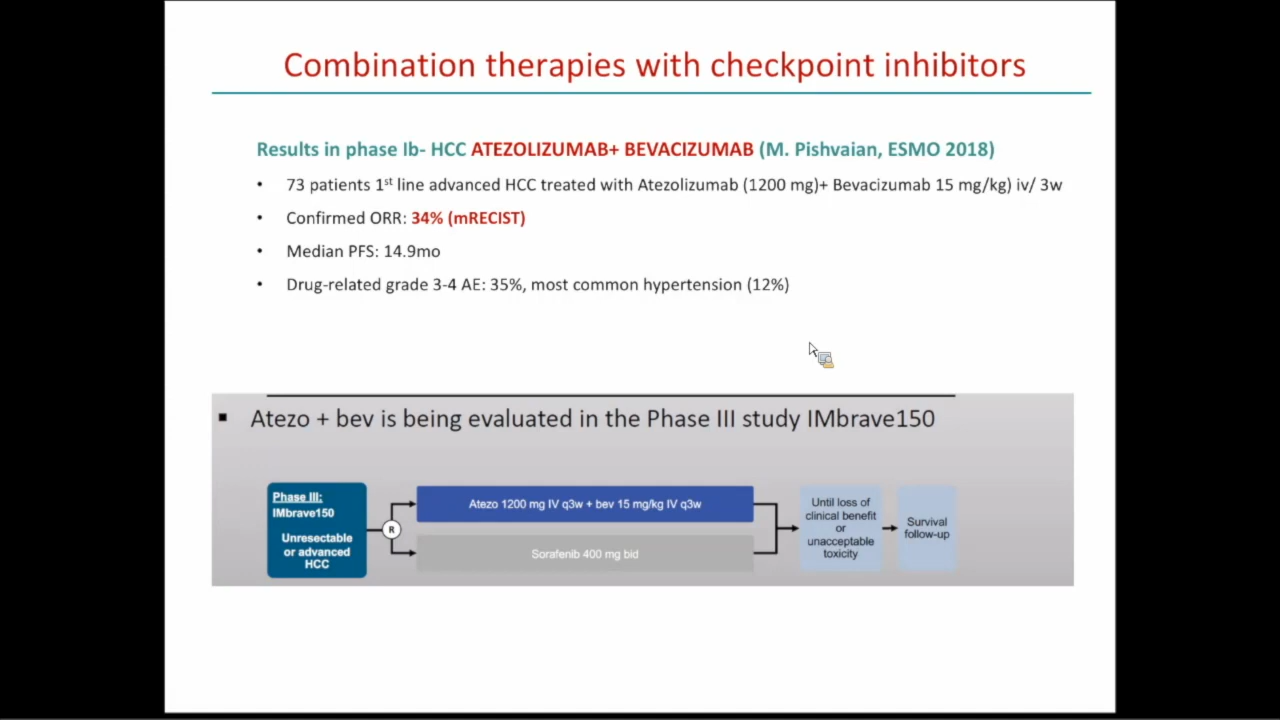 Combination therapies with checkpoint inhibitors
Results in phase Ib- HCC ATEZOLIZUMAB+ BEVACIZUMAB (M. Pishvaian, ESMO 2018)
• 73 patients 1st line advanced HCC treated with Atezolizumab (1200 mg)+ Bevacizumab 15 mg/kg) iv/ 3w
• Confirmed ORR: 34% (mRECIST)
• Median PFS: 14.9mo
• Drug-related grade 3-4 AE: 35%, most common hypertension (12%)
▪ Atezo + bev is being evaluated in the Phase III study IMbrave150
Phase III:
IMbrave150
Unresectable
or advanced
HCC
R
Atezo 1200 mg IV q3w + bev 15 mg/kg IV q3w
Sorafenib 400 mg bid
Until loss of
clinical benefit
or
unacceptable
toxicity
Survival
follow-up